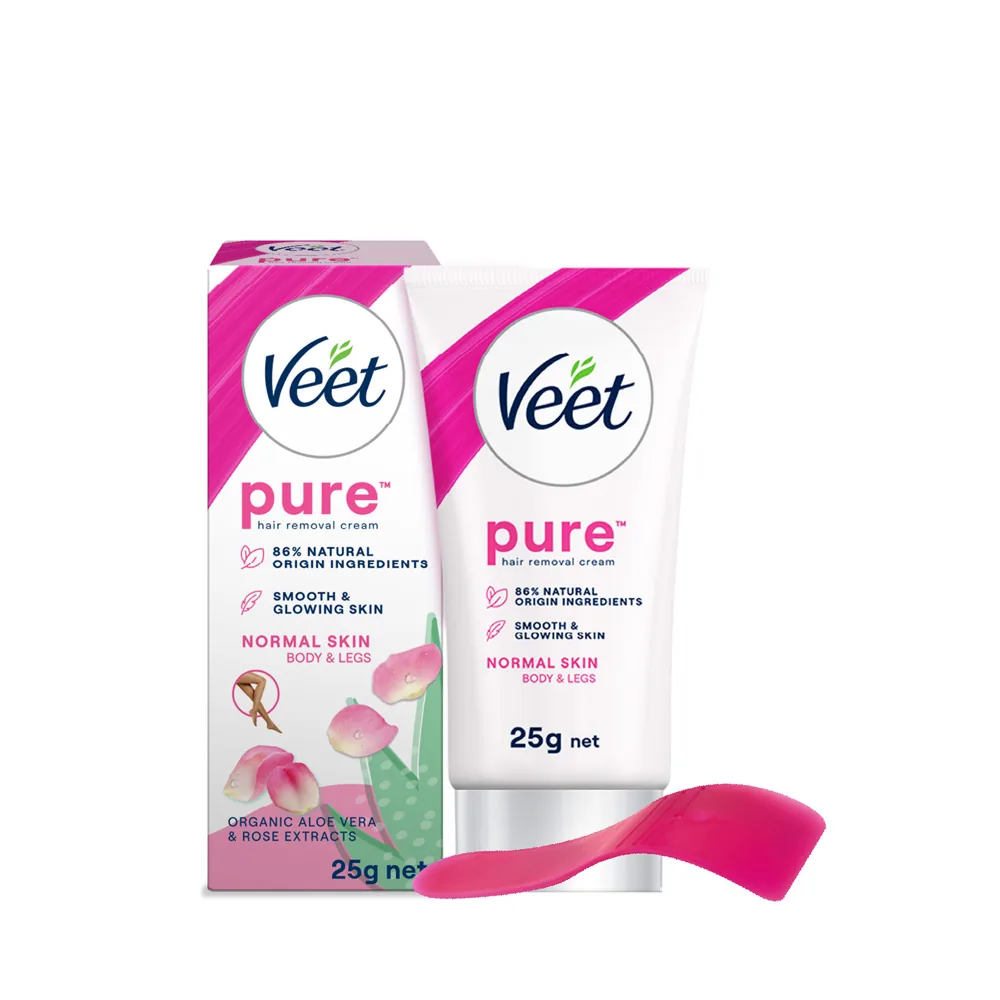 Veet
pure
Veet
pure™
hair removal cream
86% NATURAL
ORIGIN INGREDIENTS
SMOOTH &
GLOWING SKIN
NORMAL SKIN
BODY & LEGS
ORGANIC ALOE VERA
& ROSE EXTRACTS
25g net
Veet
pure™
hair removal cream
86% NATURAL
ORIGIN INGREDIENTS
SMOOTH &
GLOWING SKIN
NORMAL SKIN
BODY & LEGS
25g net